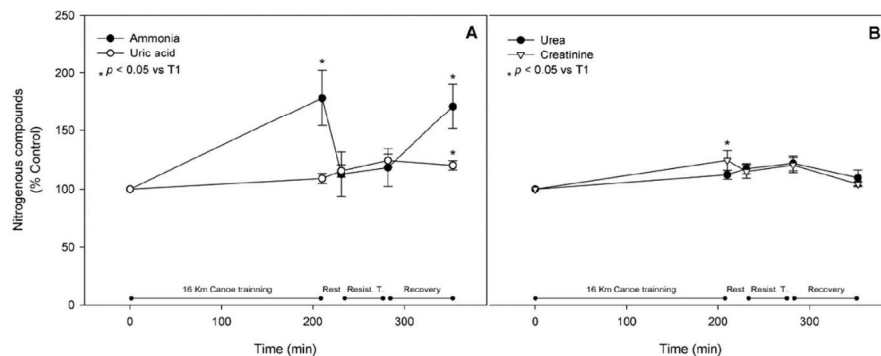 250
200
150
100
50
0
Nitrogenous compounds
(% Control)
Ammonia
Uric acid
* p < 0.05 vs T1
A
*
*
*
16 Km Canoe trainning
Rest
Resist. T.
Recovery
0
200
300
Time (min)
Urea
Creatinine
* p < 0.05 vs T1
B
*
16 Km Canoe trainning
Rest
Resist. T.
Recovery
0
100
200
300
Time (min)